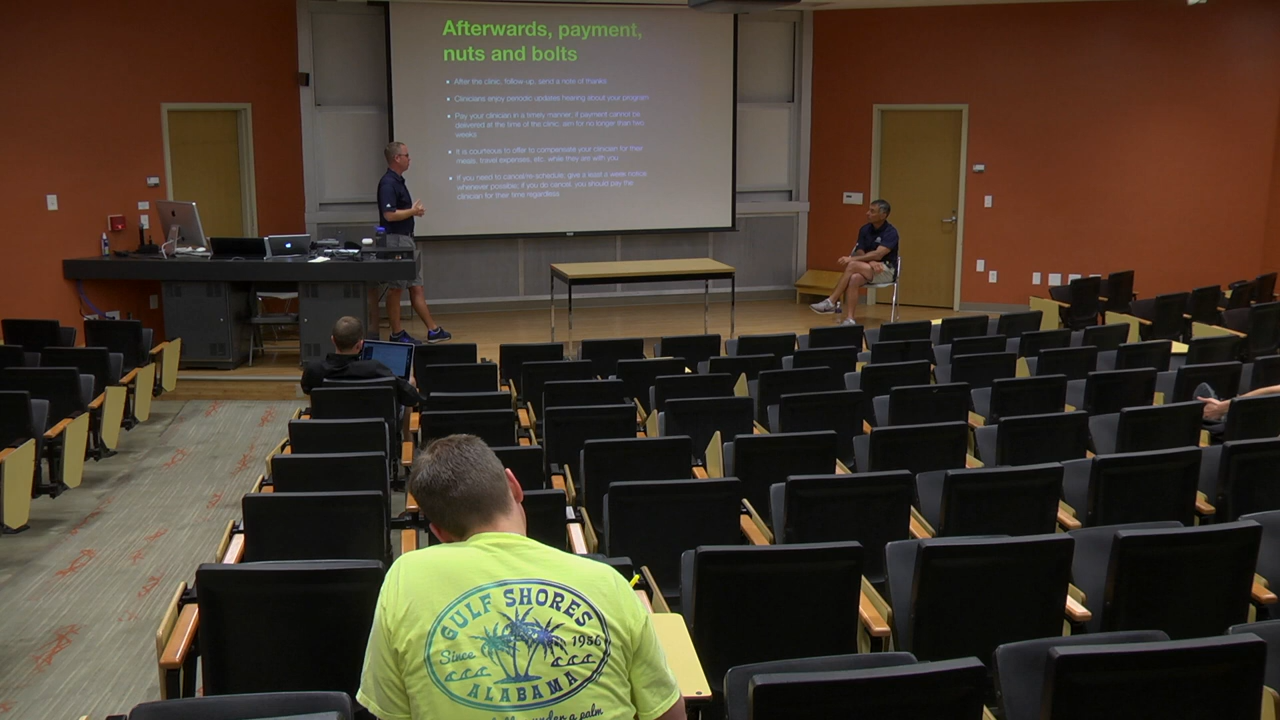 Afterwards, payment,
nuts and bolts
After the clinic, follow-up, send a note of thanks
Clinicians enjoy periodic updates hearing about your program
Pay your clinician in a timely manner; if payment cannot be
delivered at the time of the clinic, aim for no longer than two
weeks
It is courteous to offer to compensate your clinician for their
meals, travel expenses, etc. while they are with you
If you need to cancel/re-schedule, give at least a week notice
whenever possible; if you do cancel, you should pay the
clinician for their time regardless
GULF SHORES
Since 1956
ALABAMA
under a palm